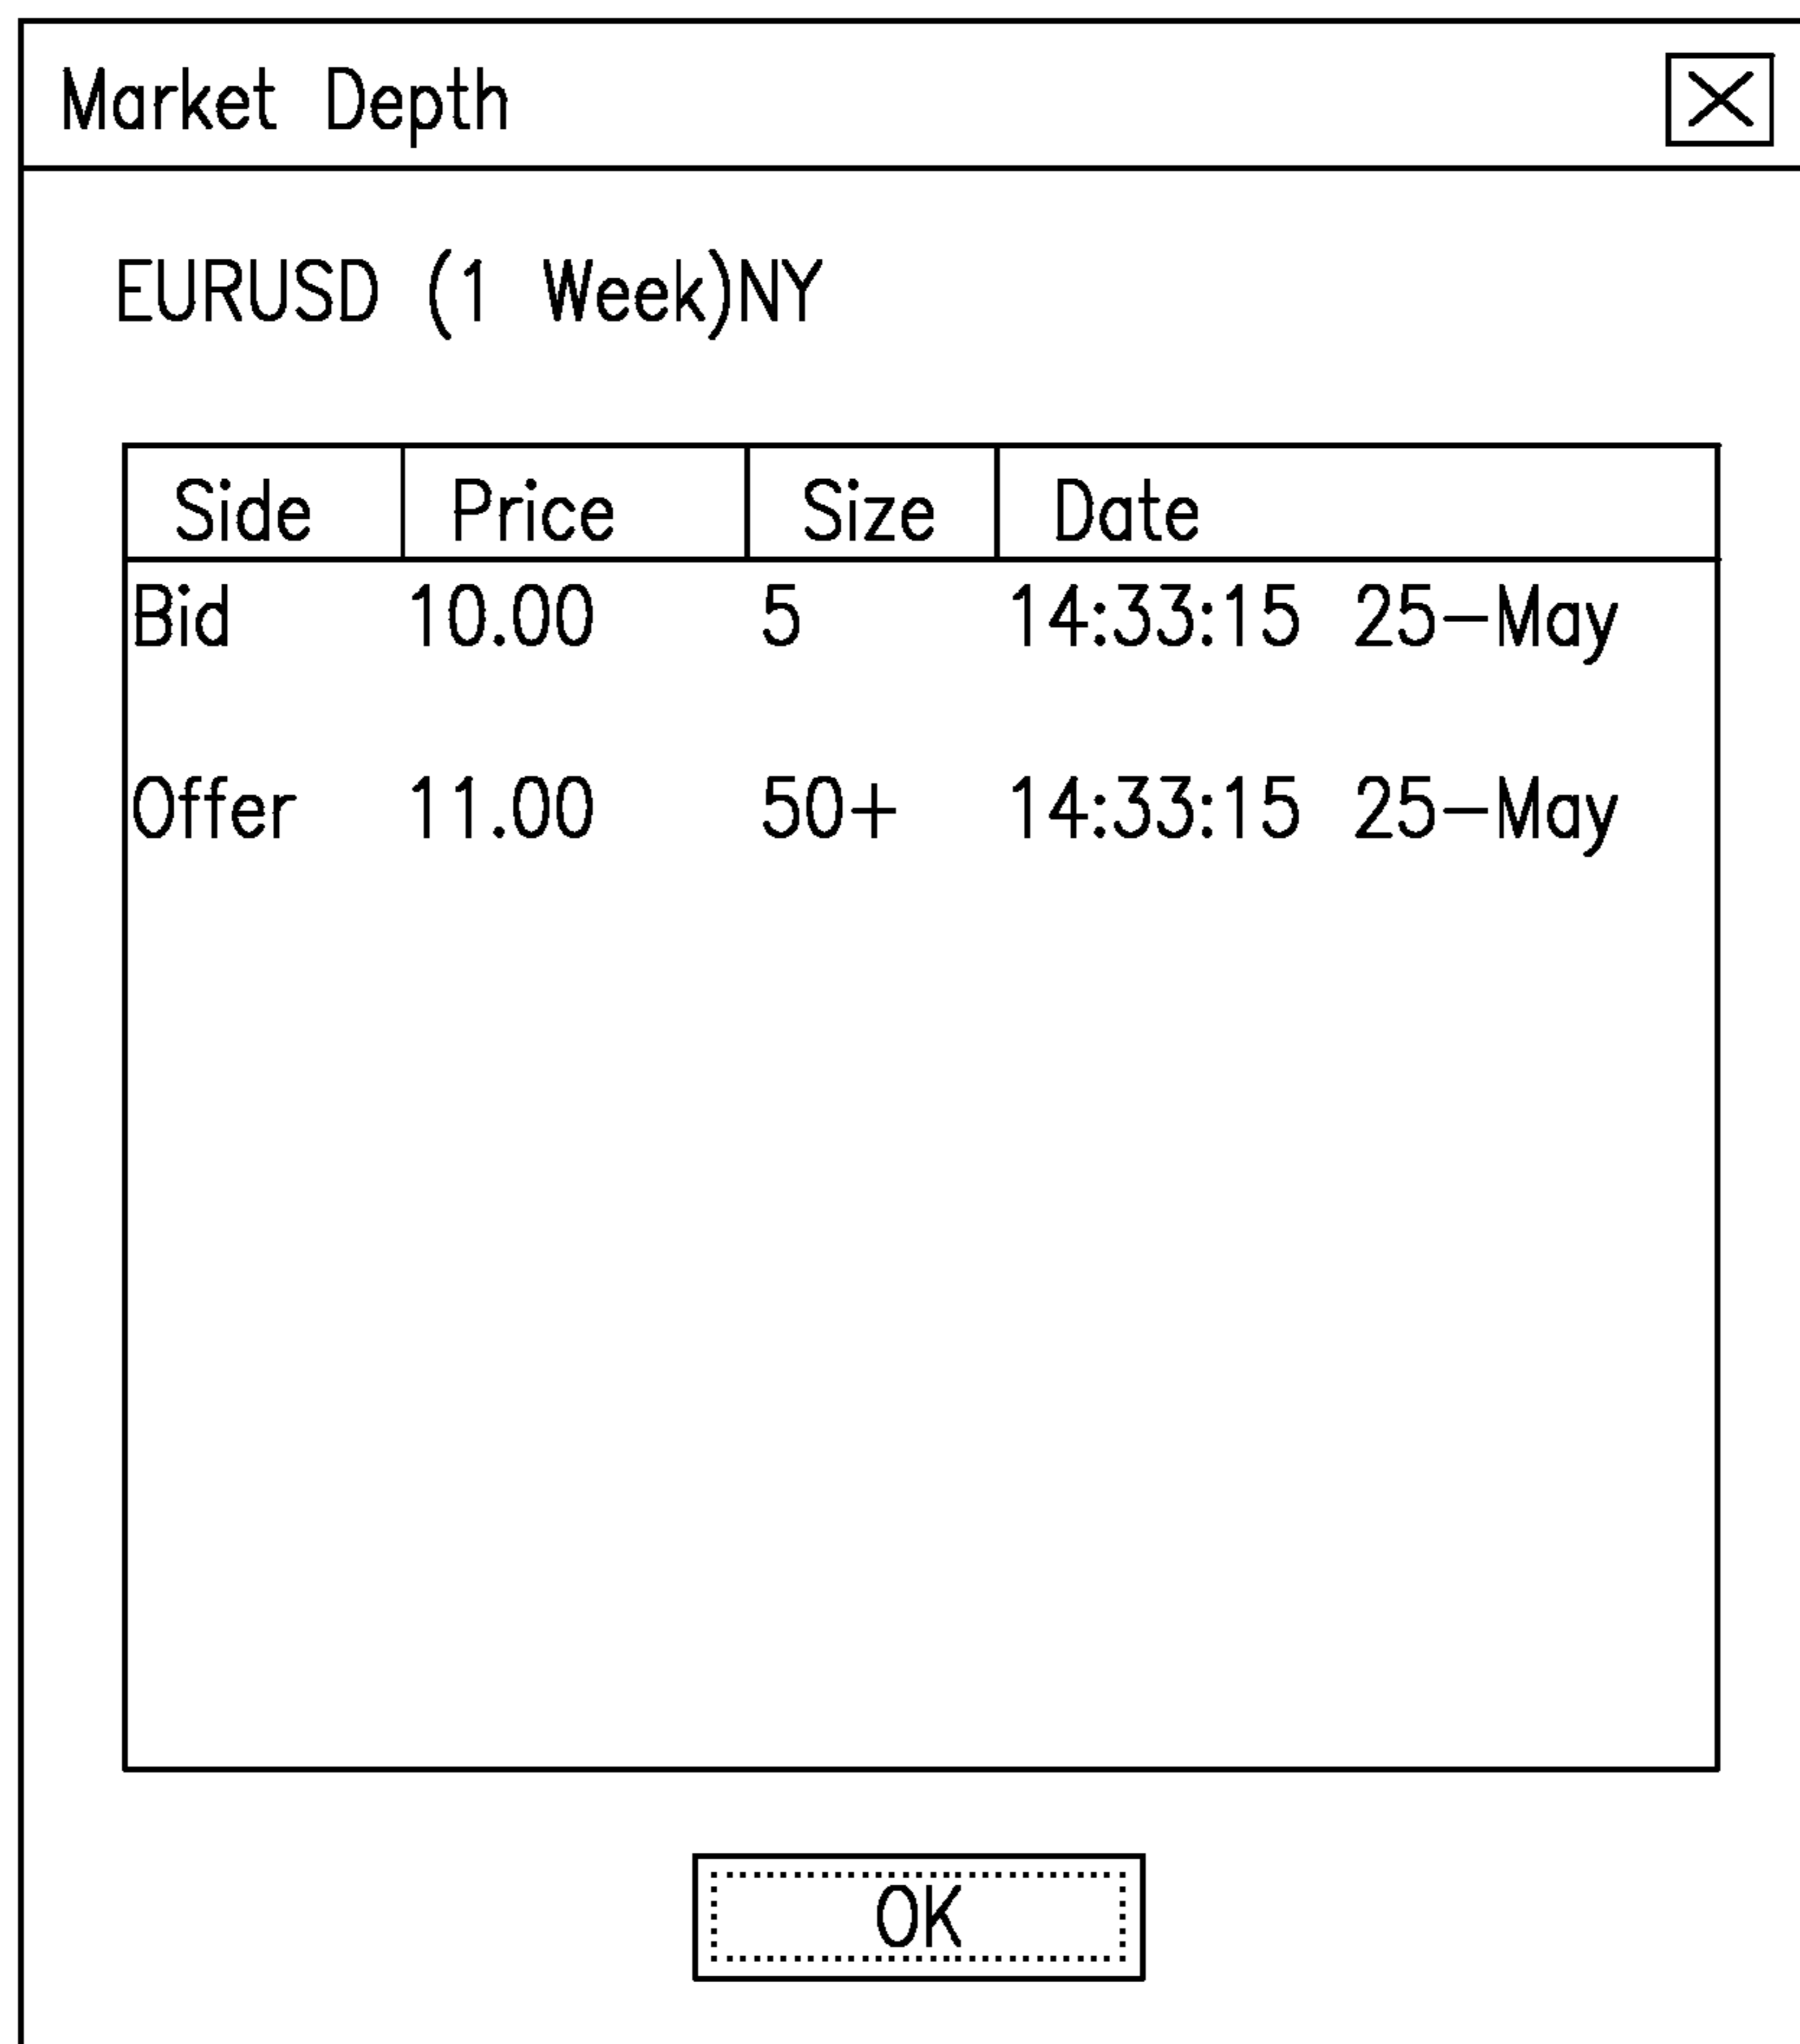 Market Depth
EURUSD (1 Week)NY
Side Price Size Date
Bid 10.00 5 14:33:15 25-May
Offer 11.00 50+ 14:33:15 25-May
OK